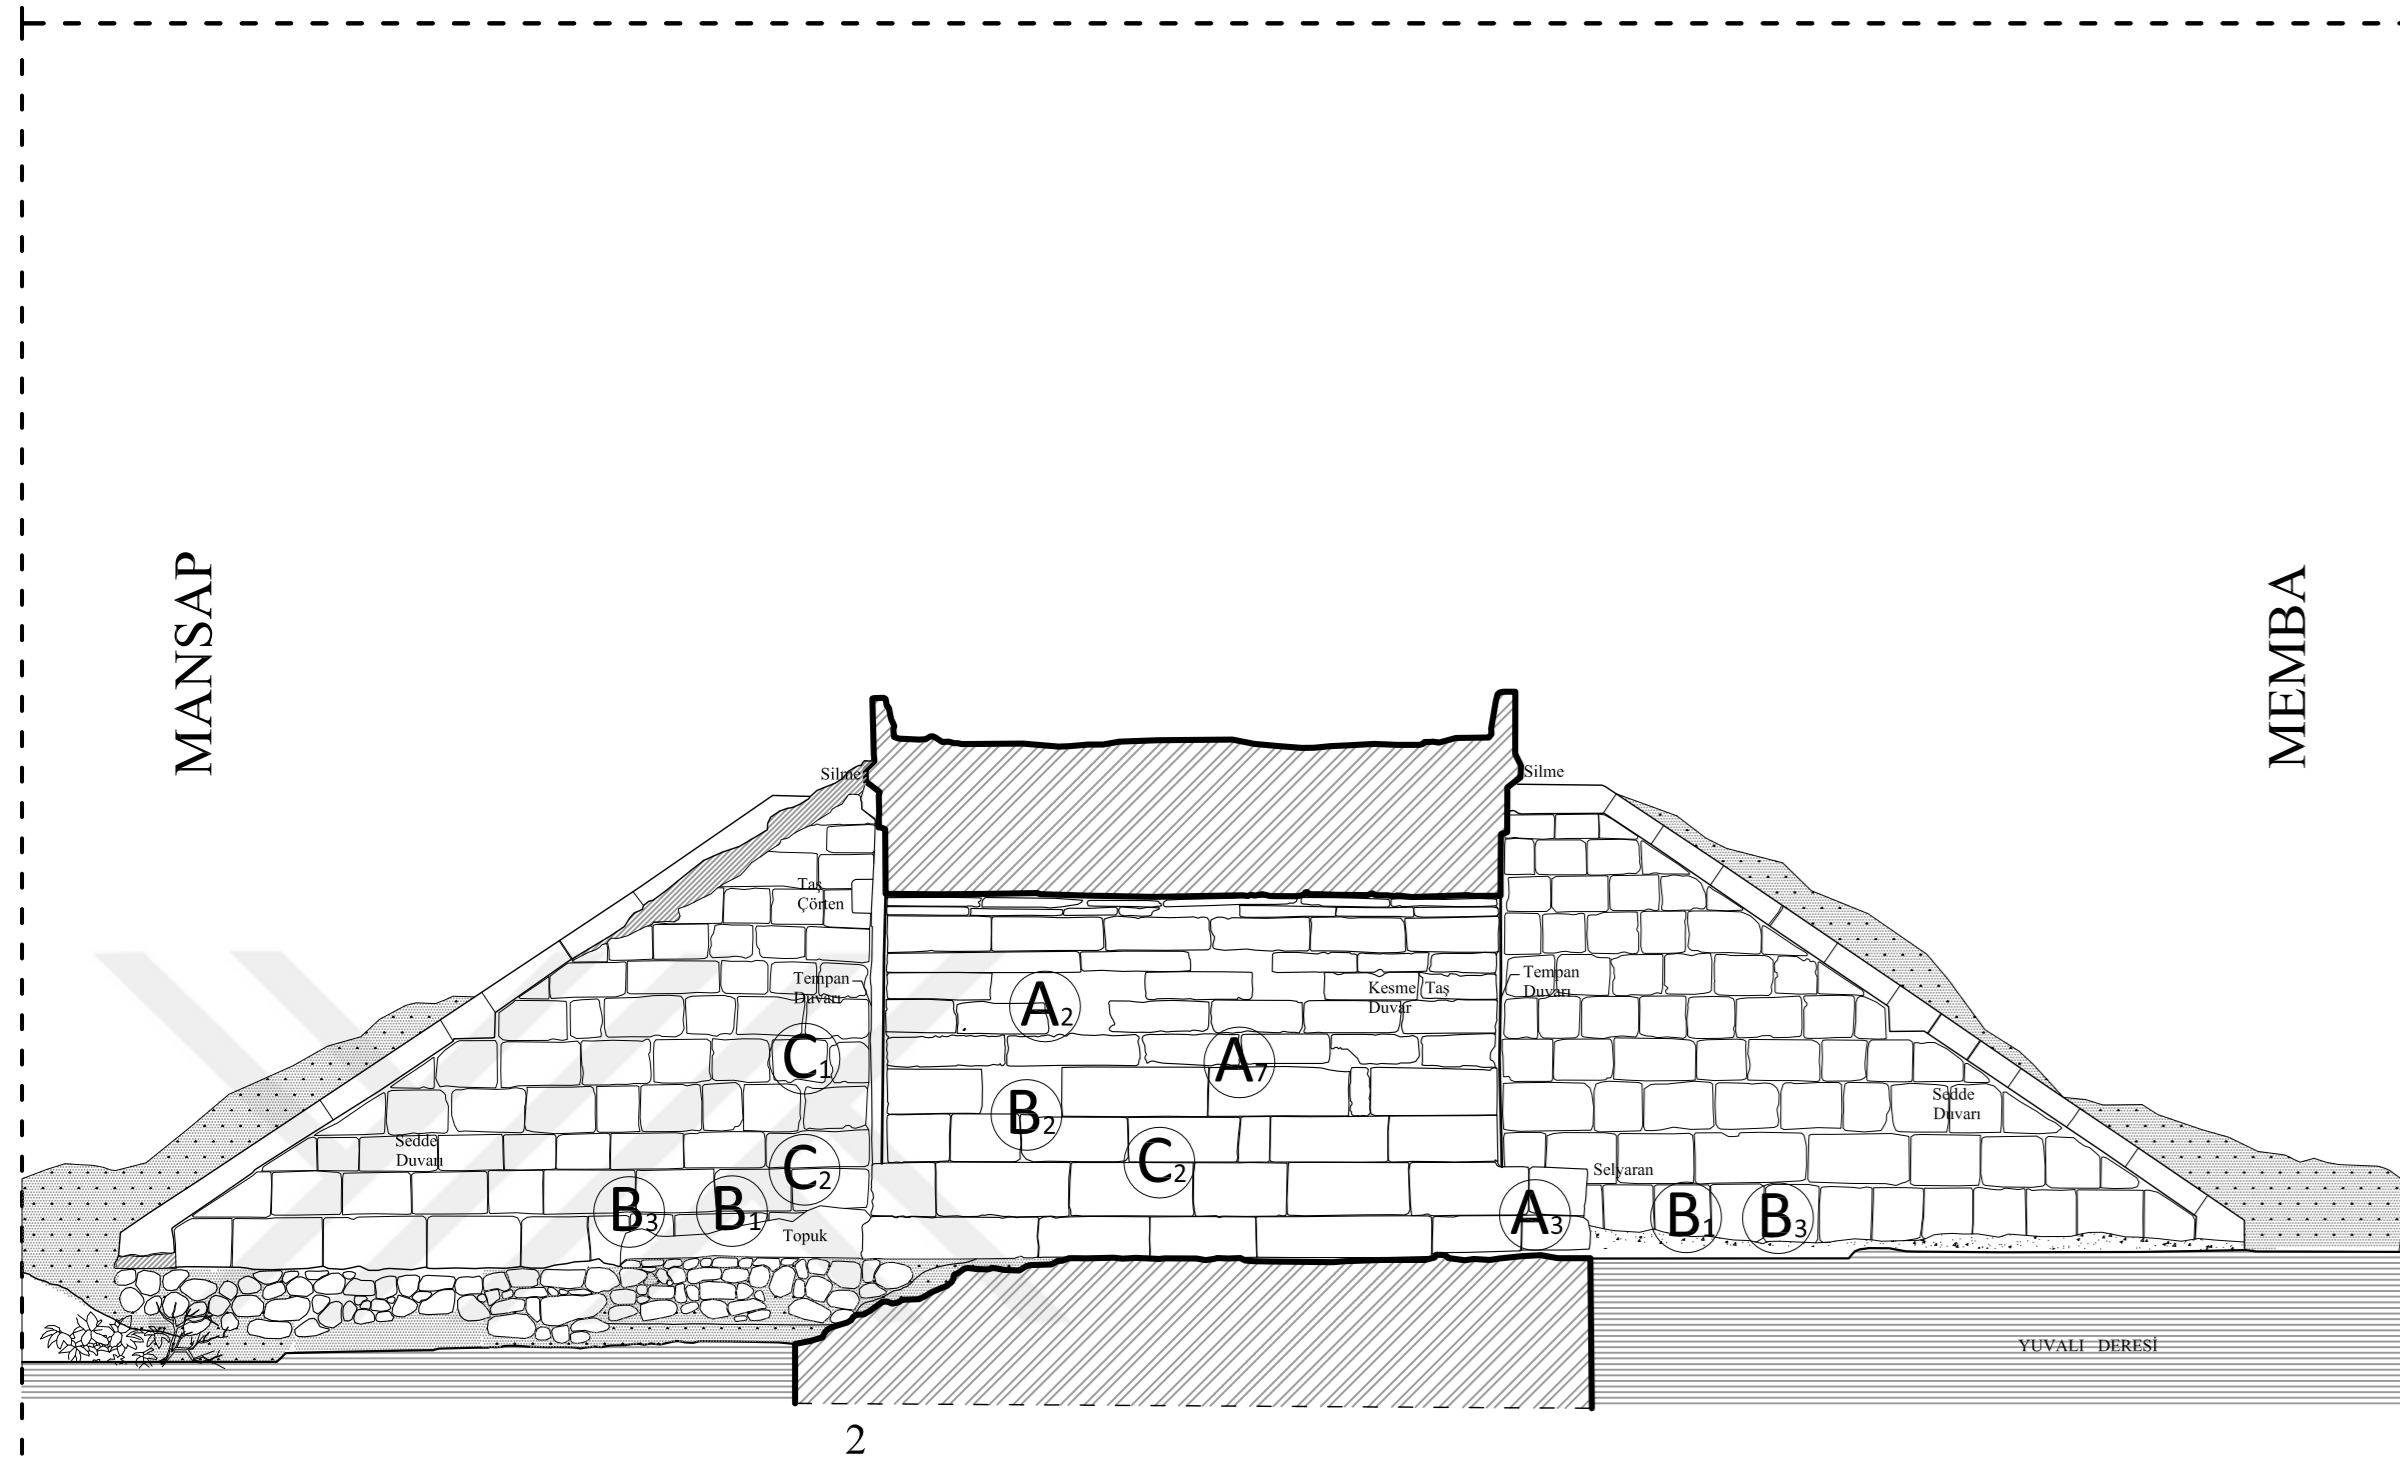 MANSAP
MEMBA
Silme
Silme
Taş
Çörten
Tempan
Duvarı
Kesme Taş
Duvar
Tempan
Duvarı
A2
C1
A7
B2
Sedde
Duvarı
Sedde
Duvarı
C2
C2
Selyaran
B3
B1
A3
B1
B3
Topuk
YUVALI DERESİ
2